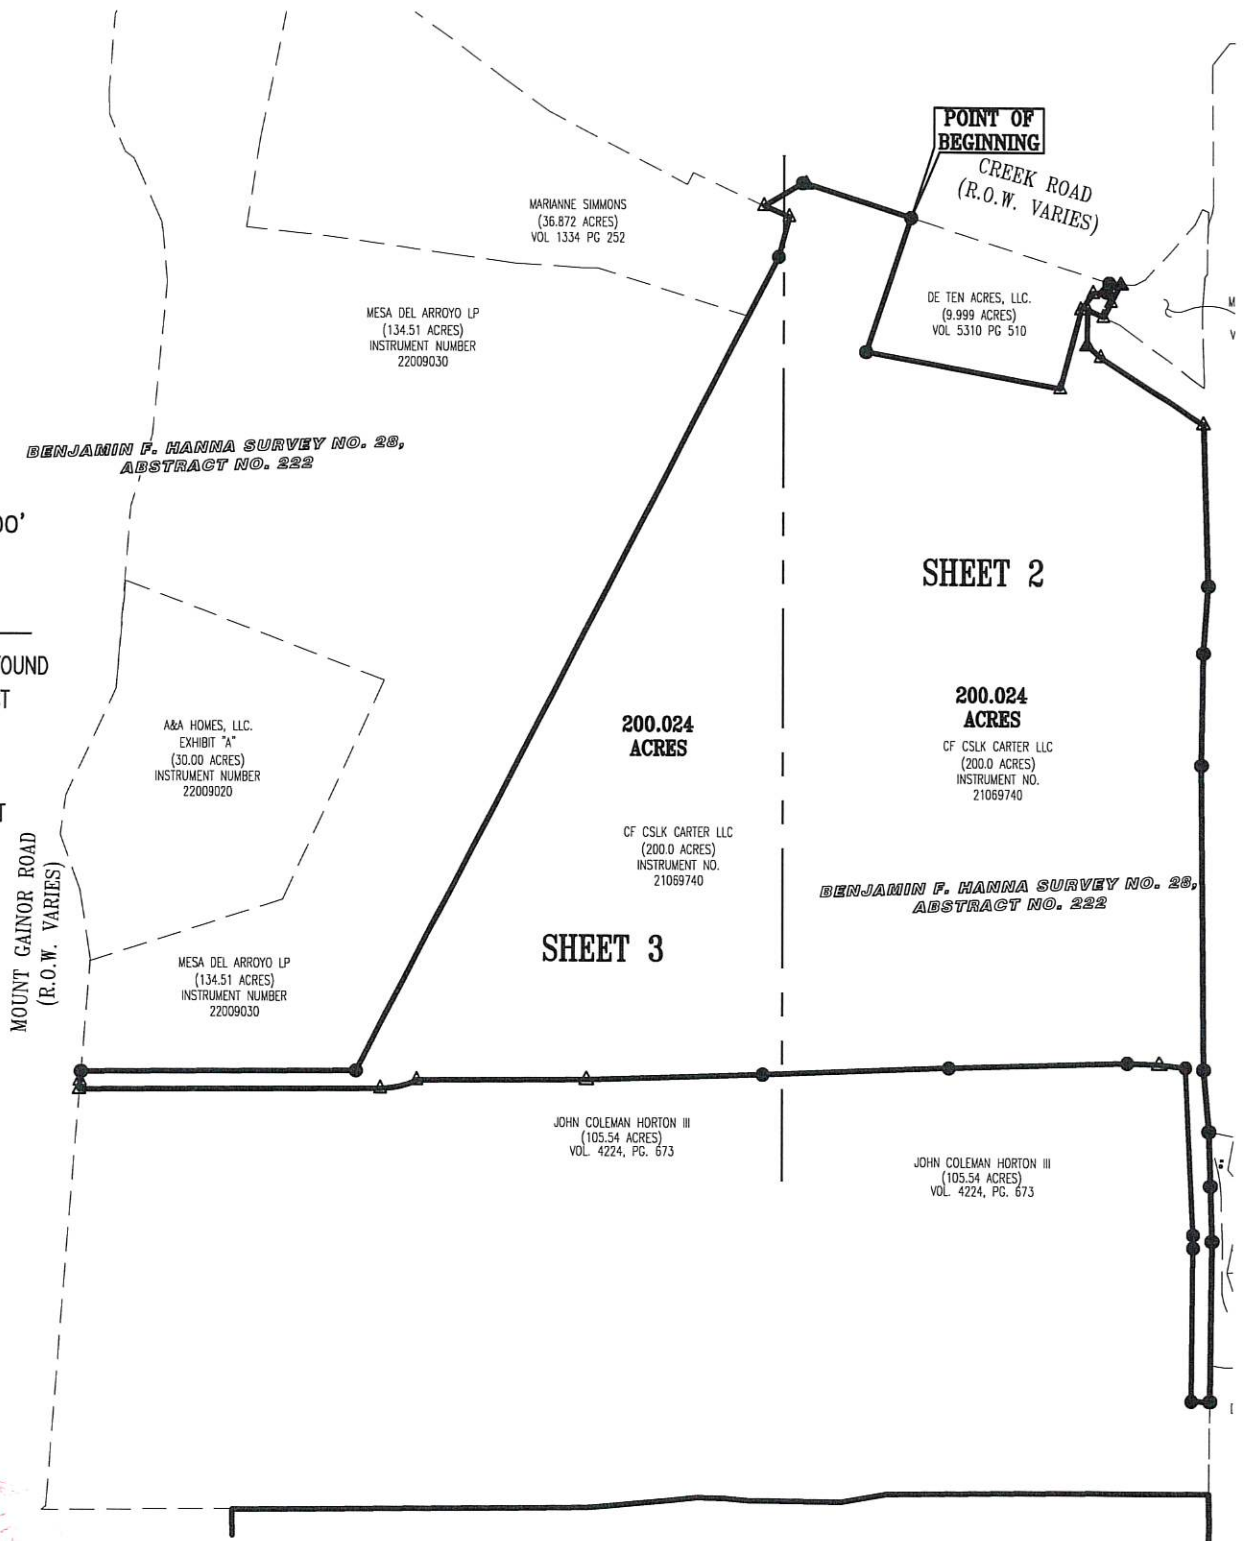 POINT OF
BEGINNING
CREEK ROAD
(R.O.W. VARIES)
MARIANNE SIMMONS
(36.872 ACRES)
VOL 1334 PG 252
DE TEN ACRES, LLC.
(9.999 ACRES)
VOL 5310 PG 510
M
V
MESA DEL ARROYO LP
(134.51 ACRES)
INSTRUMENT NUMBER
22009030
BENJAMIN F. HANNA SURVEY NO. 28,
ABSTRACT NO. 222
00'
SHEET 2
OUND
T
200.024
ACRES
CF CSLK CARTER LLC
(200.0 ACRES)
INSTRUMENT NO.
21069740
200.024
ACRES
A&A HOMES, LLC.
EXHIBIT "A"
(30.00 ACRES)
INSTRUMENT NUMBER
22009020
T
CF CSLK CARTER LLC
(200.0 ACRES)
INSTRUMENT NO.
21069740
MOUNT GAINOR ROAD
(R.O.W. VARIES)
BENJAMIN F. HANNA SURVEY NO. 28,
ABSTRACT NO. 222
SHEET 3
MESA DEL ARROYO LP
(134.51 ACRES)
INSTRUMENT NUMBER
22009030
JOHN COLEMAN HORTON III
(105.54 ACRES)
VOL. 4224, PG. 673
JOHN COLEMAN HORTON III
(105.54 ACRES)
VOL. 4224, PG. 673